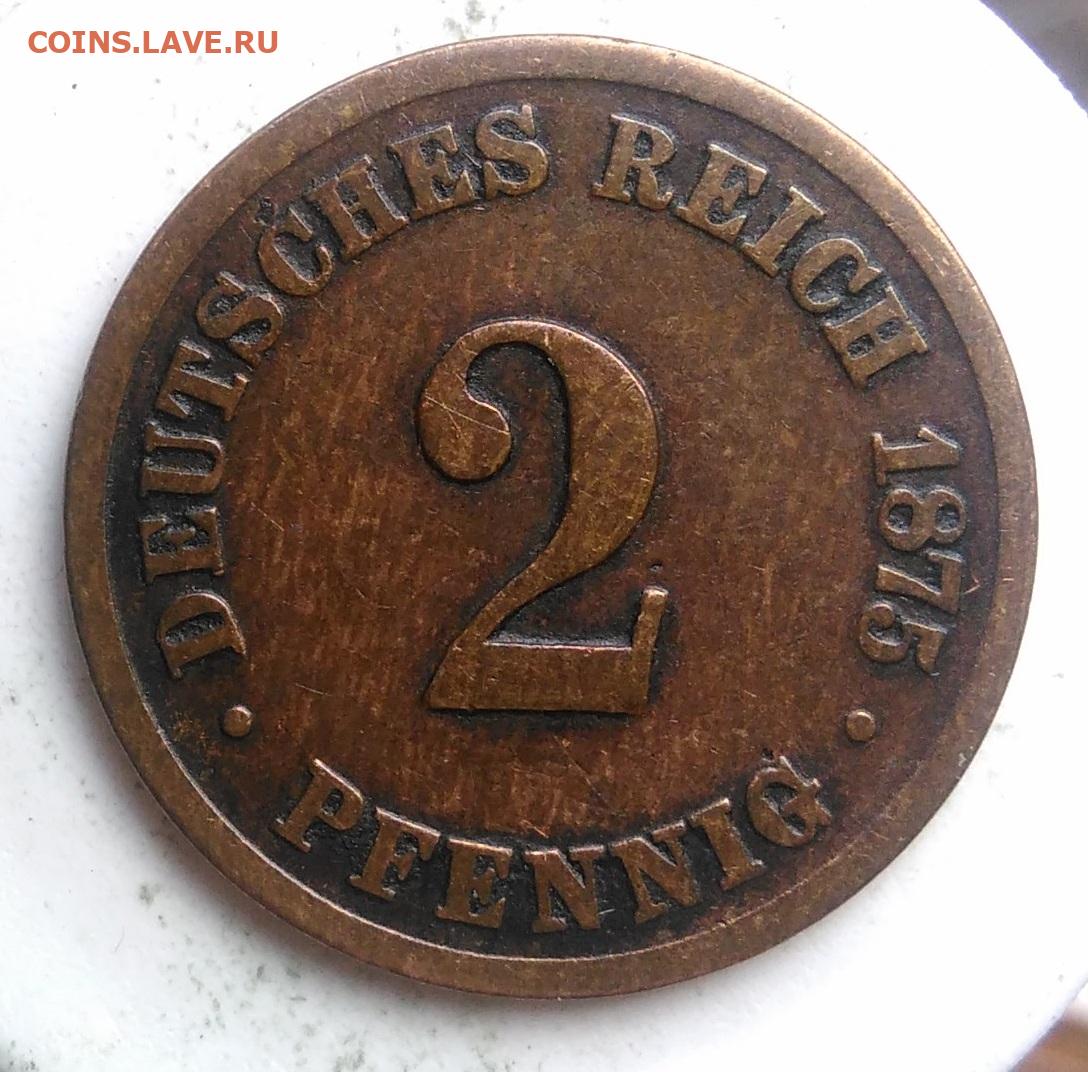 COINS.LAVE.RU
DEUTSCHES REICH 1875
2
· PFENNIG ·